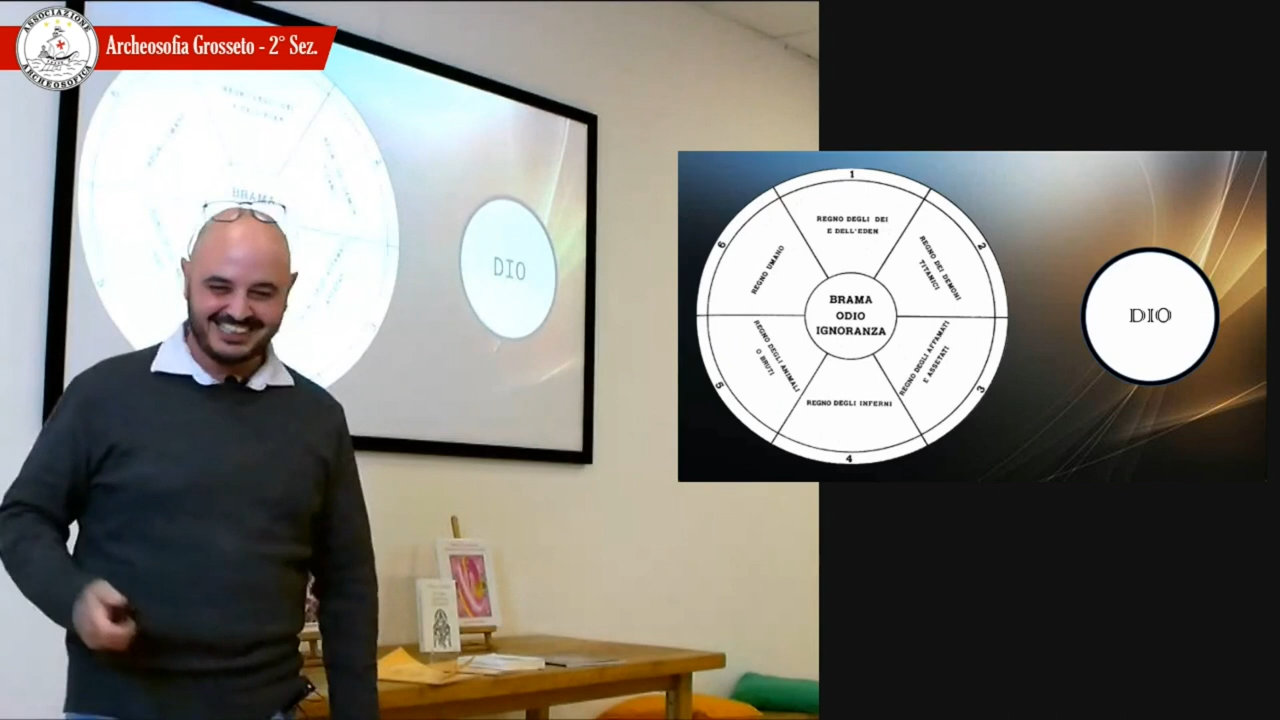 ASSOCIAZIONE
ARCHEOSOFICA
Archeosofia Grosseto - 2° Sez.
BRAMA
DIO
1
REGNO DEGLI DEI
E DELL'EDEN
2
REGNO DEI DEMONI
TITANICI
3
REGNO DEGLI AFFAMATI
E ASSETATI
4
REGNO DEGLI INFERNI
5
REGNO DEGLI ANIMALI
O BRUTI
6
REGNO UMANO
BRAMA
ODIO
IGNORANZA
DIO